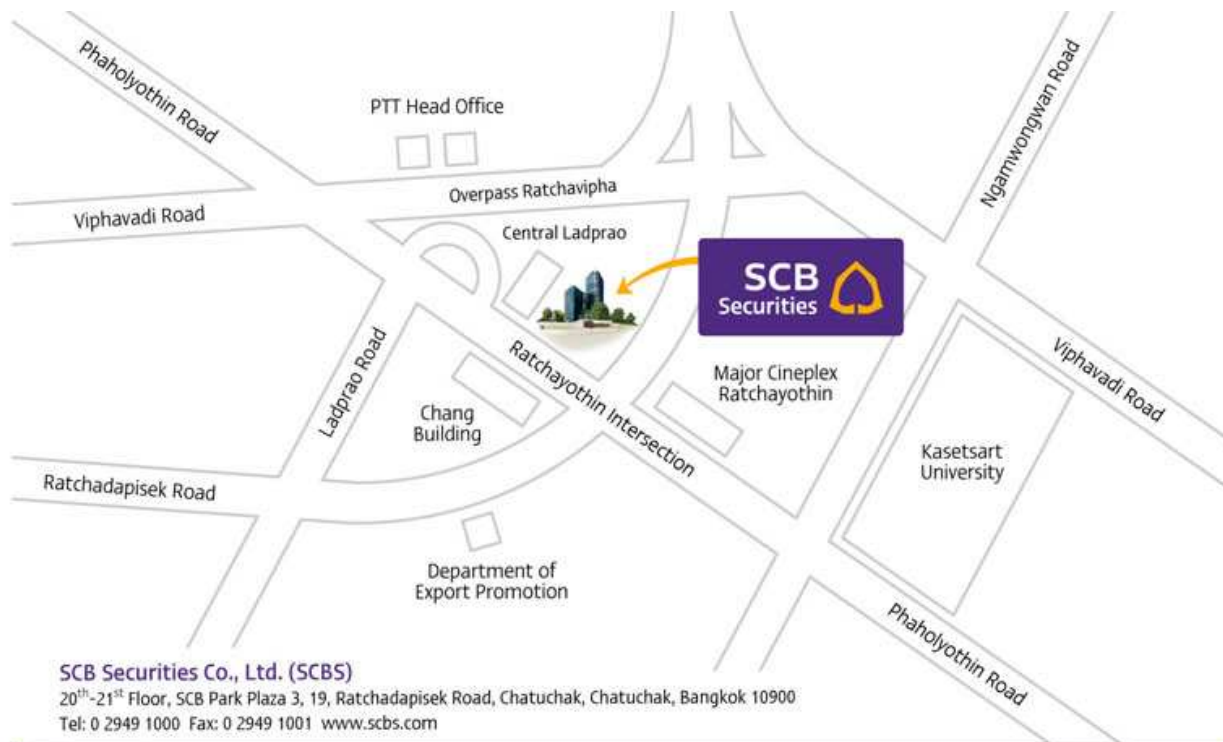 Phaholyothin Road
PTT Head Office
Ngamwongwan Road
Overpass Ratchavipha
Viphavadi Road
Central Ladprao
SCB
Securities
Ladprao Road
Ratchayothin Intersection
Viphavadi Road
Major Cineplex
Ratchayothin
Chang
Building
Kasetsart
University
Ratchadapisek Road
Department of
Export Promotion
Phaholyothin Road
SCB Securities Co., Ltd. (SCBS)
20th-21st Floor, SCB Park Plaza 3, 19, Ratchadapisek Road, Chatuchak, Chatuchak, Bangkok 10900
Tel: 0 2949 1000 Fax: 0 2949 1001 www.scbs.com